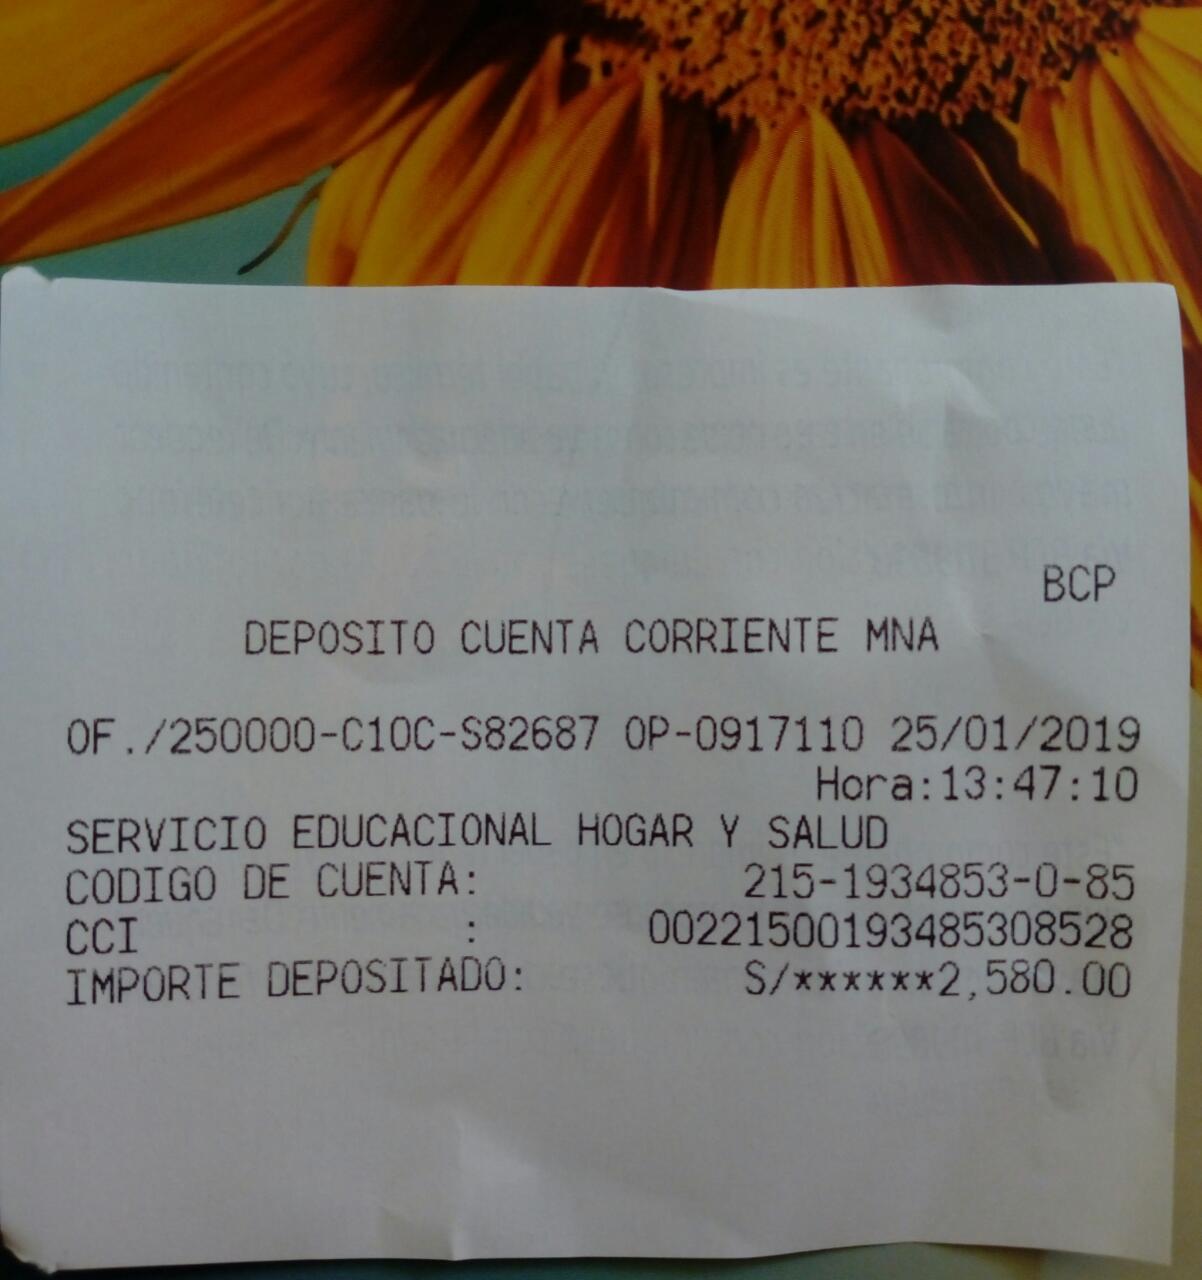 BCP
DEPOSITO CUENTA CORRIENTE MNA
OF./250000-C10C-S82687 OP-0917110 25/01/2019
Hora:13:47:10
SERVICIO EDUCACIONAL HOGAR Y SALUD
CODIGO DE CUENTA: 215-1934853-0-85
CCI : 00221500193485308528
IMPORTE DEPOSITADO: S/******2,580.00